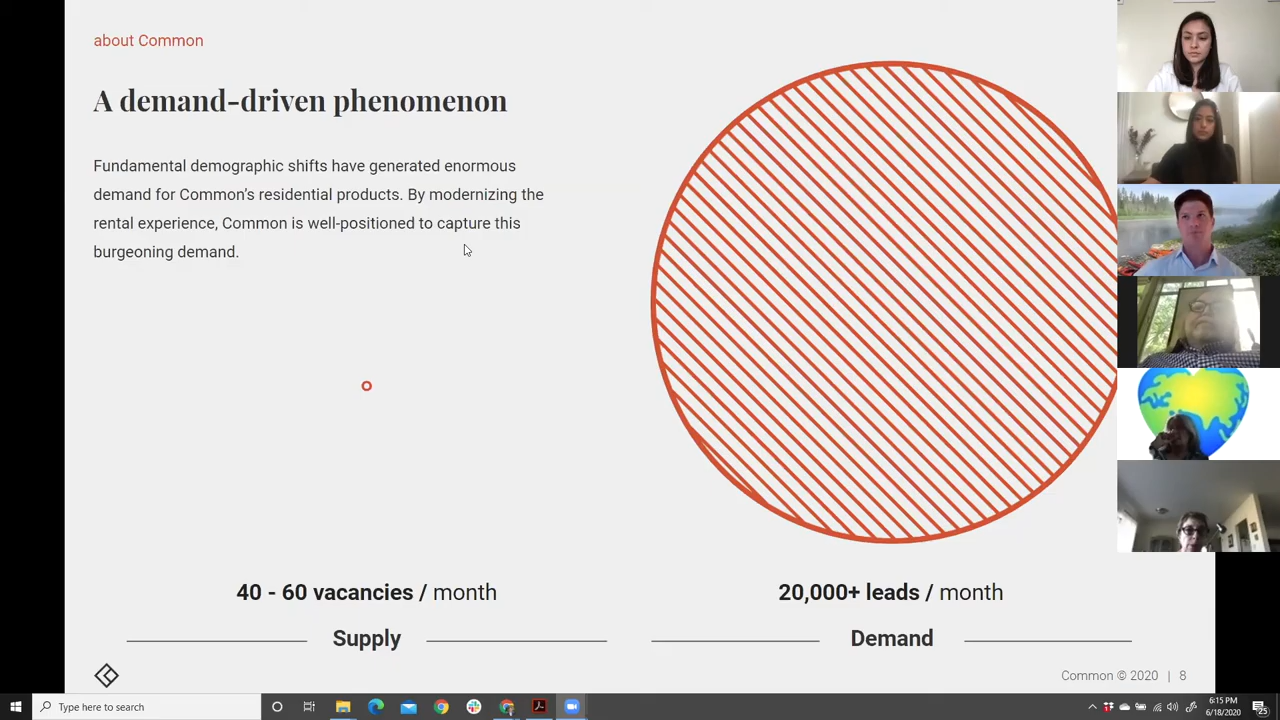 about Common
A demand-driven phenomenon
Fundamental demographic shifts have generated enormous
demand for Common's residential products. By modernizing the
rental experience, Common is well-positioned to capture this
burgeoning demand.
40 - 60 vacancies / month
20,000+ leads / month
Supply
Demand
Common © 2020 | 8
Type here to search
6:15 PM
6/18/2020
25